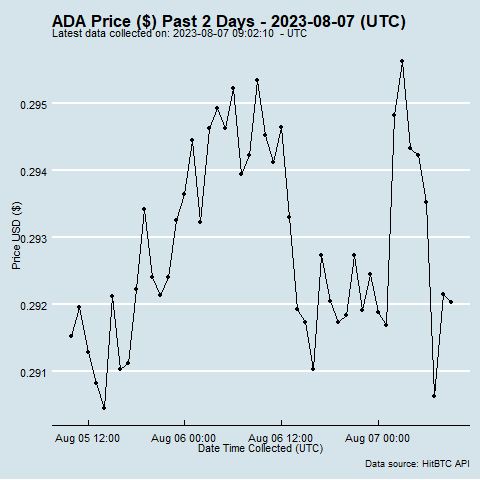 ADA Price ($) Past 2 Days - 2023-08-07 (UTC)
Latest data collected on: 2023-08-07 09:02:10  - UTC
0.295
0.294
0.293
0.292
0.291
Price USD ($)
Aug 05 12:00 Aug 06 00:00 Aug 06 12:00 Aug 07 00:00
Date Time Collected (UTC)
Data source: HitBTC API